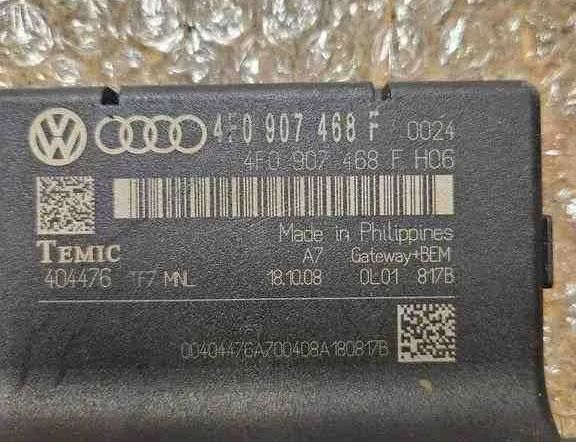 4F0 907 468 F 0024
4F0 907 468 F H06
Made in Philippines
TEMIC A7 Gateway+BEM
404476 TF7 MNL 18.10.08 0L01 817B
00404476A700408A180817B